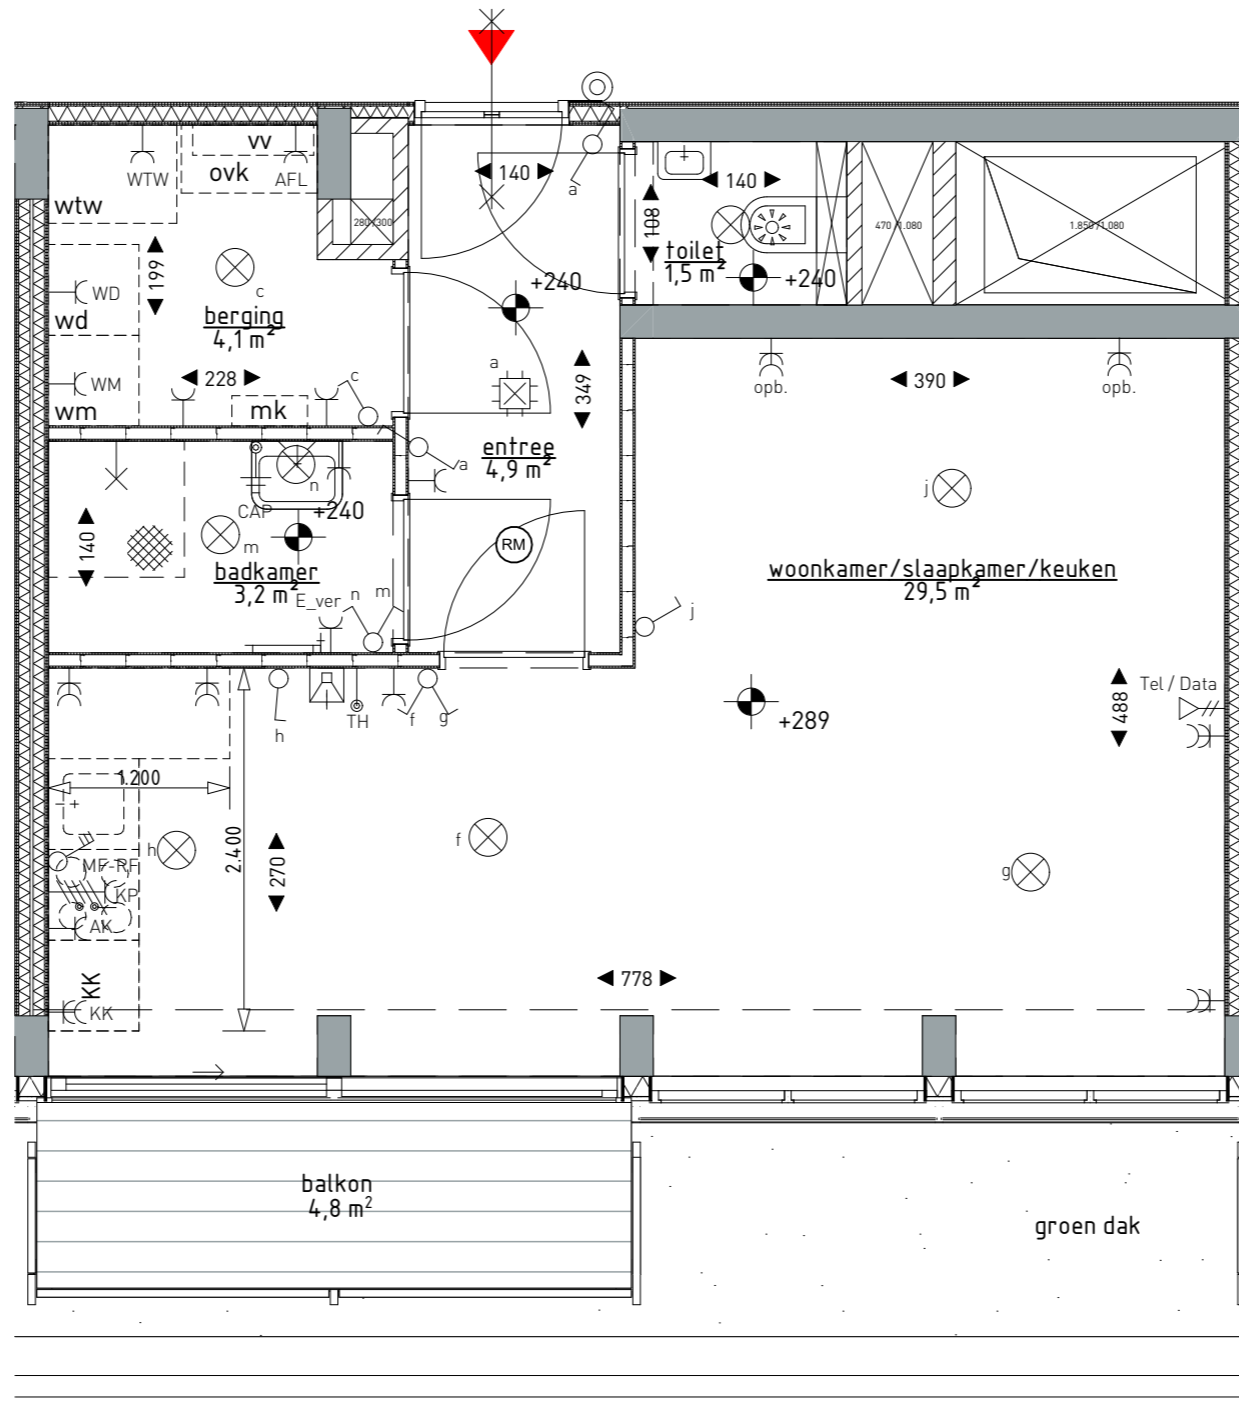 vv
ovk
WTW
AFL
wtw
140
a
280/300
108
140
toilet
1,5 m²
+240
470 /1.080
1.850 /1.080
199
c
WD
wd
berging
4,1 m²
+240
WM
wm
228
mk
c
a
349
opb.
390
opb.
entree
4,9 m²
a
n
CAP
+240
140
m
badkamer
3,2 m²
E_ver
n
m
RM
j
woonkamer/slaapkamer/keuken
29,5 m²
j
h
TH
f
g
+289
488
Tel / Data
1.200
2.400
270
h
f
g
MF-RF
KP
AK
KK
KK
778
balkon
4,8 m²
groen dak